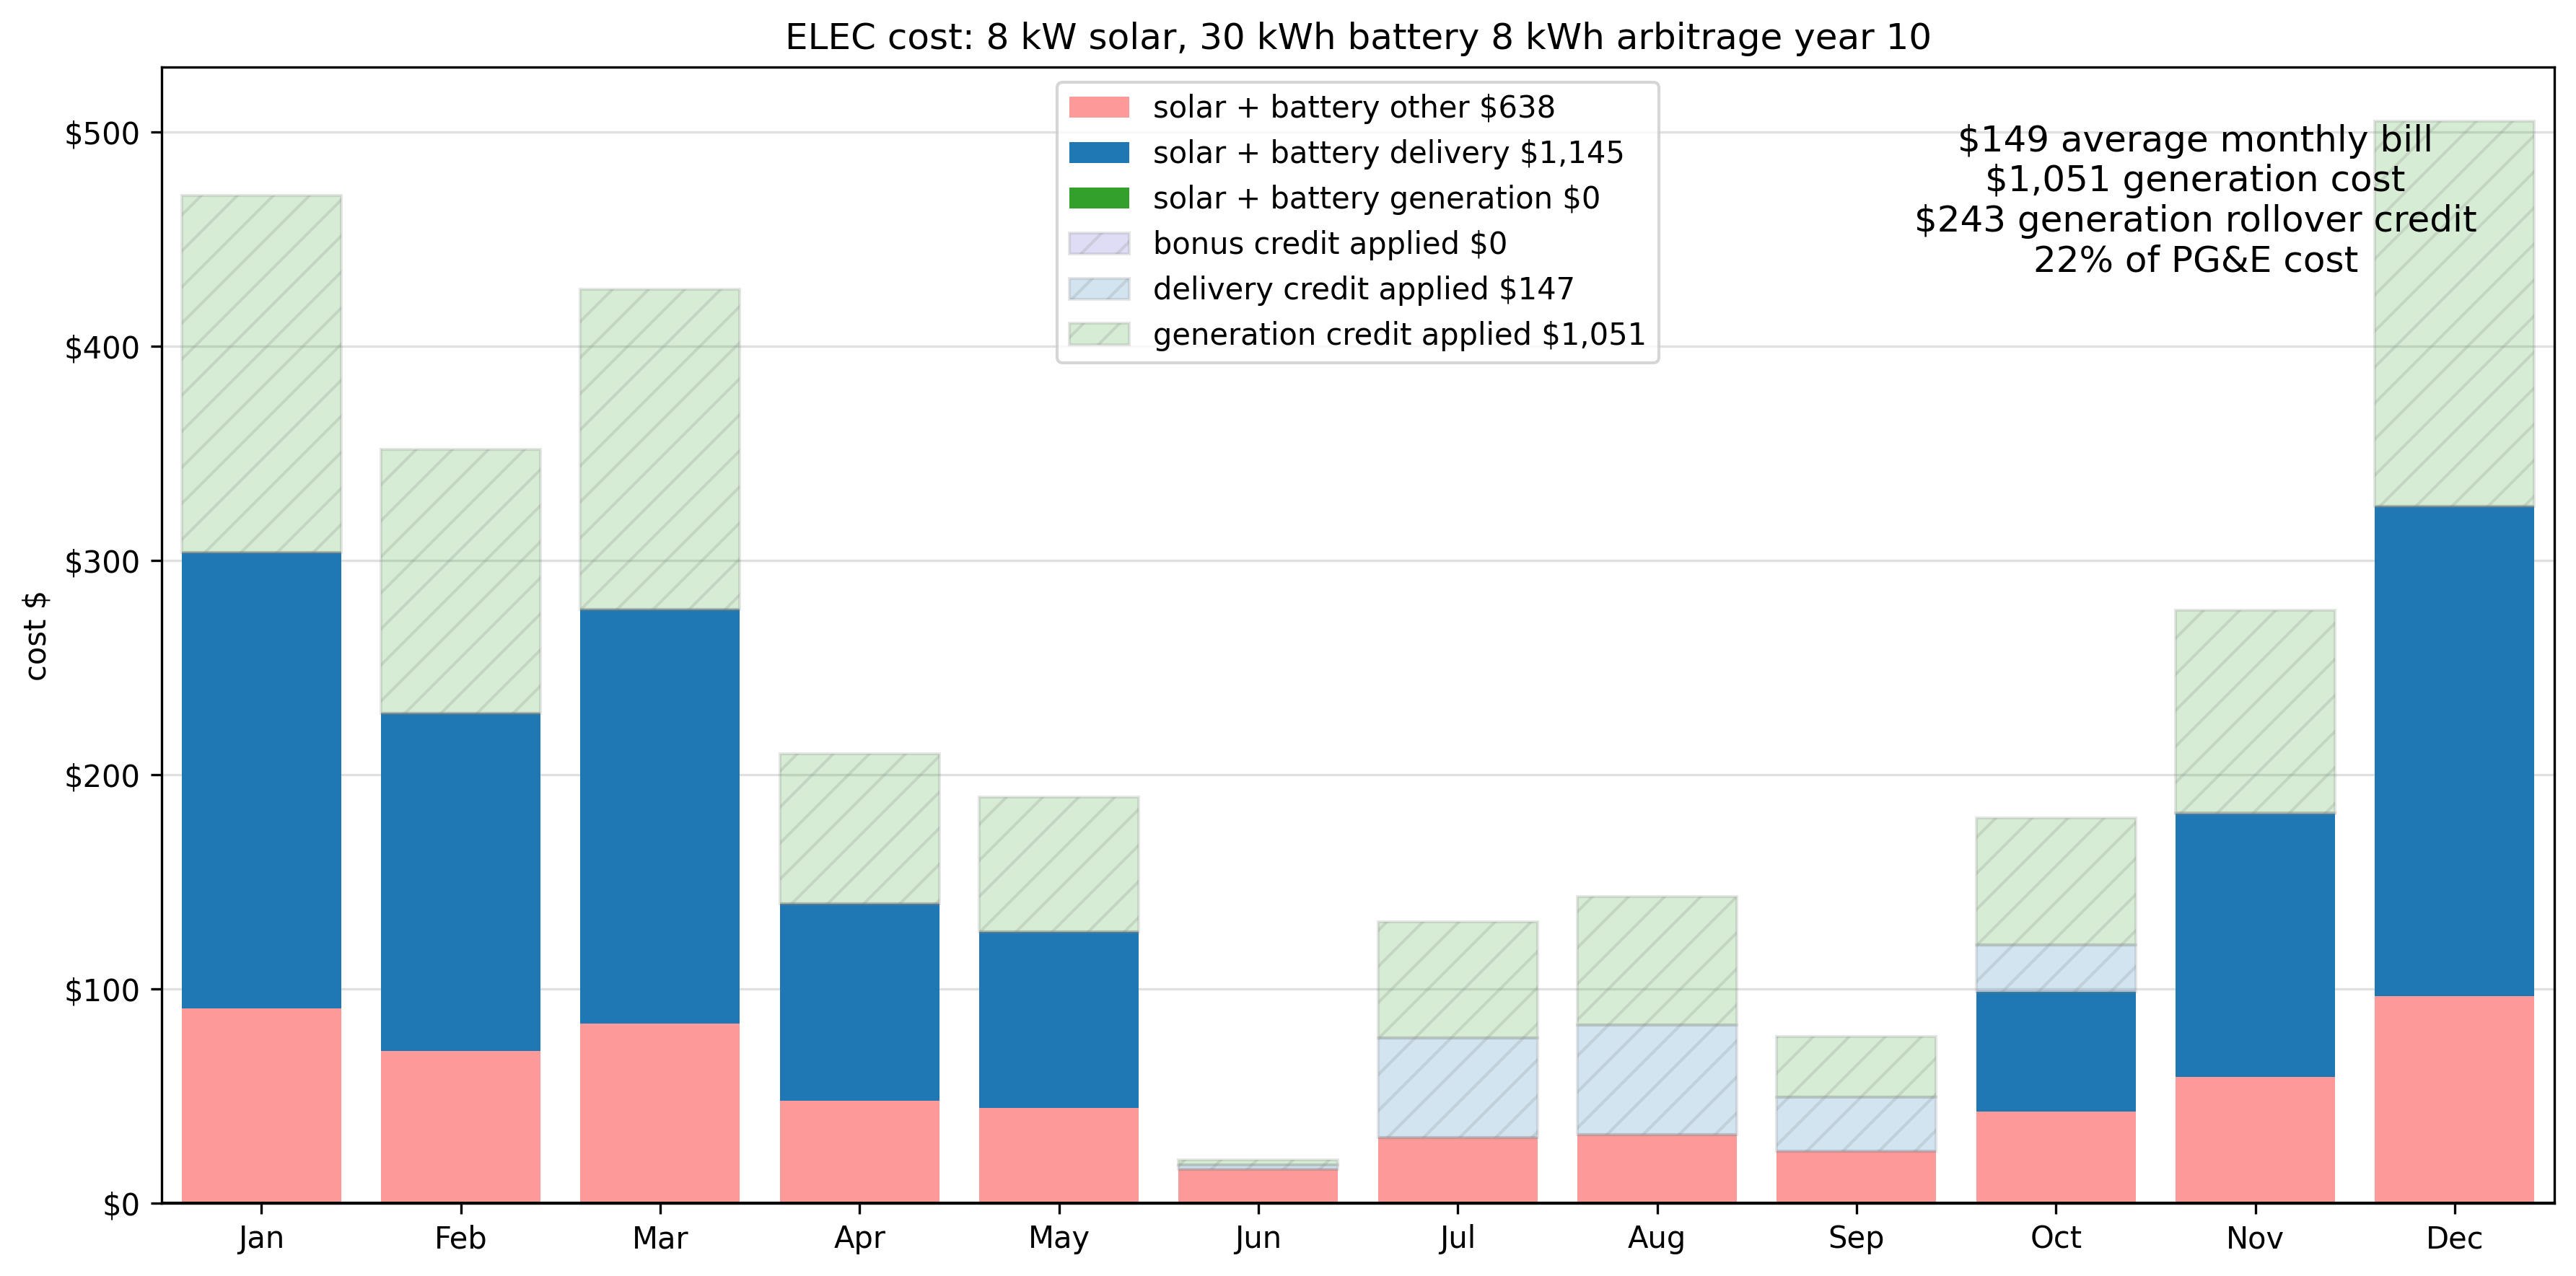 ELEC cost: 8 kW solar, 30 kWh battery 8 kWh arbitrage year 10
solar + battery other $638
solar + battery delivery $1,145
solar + battery generation $0
bonus credit applied $0
delivery credit applied $147
generation credit applied $1,051
$149 average monthly bill
$1,051 generation cost
$243 generation rollover credit
22% of PG&E cost
cost $
$500
$400
$300
$200
$100
$0
Jan Feb Mar Apr May Jun Jul Aug Sep Oct Nov Dec